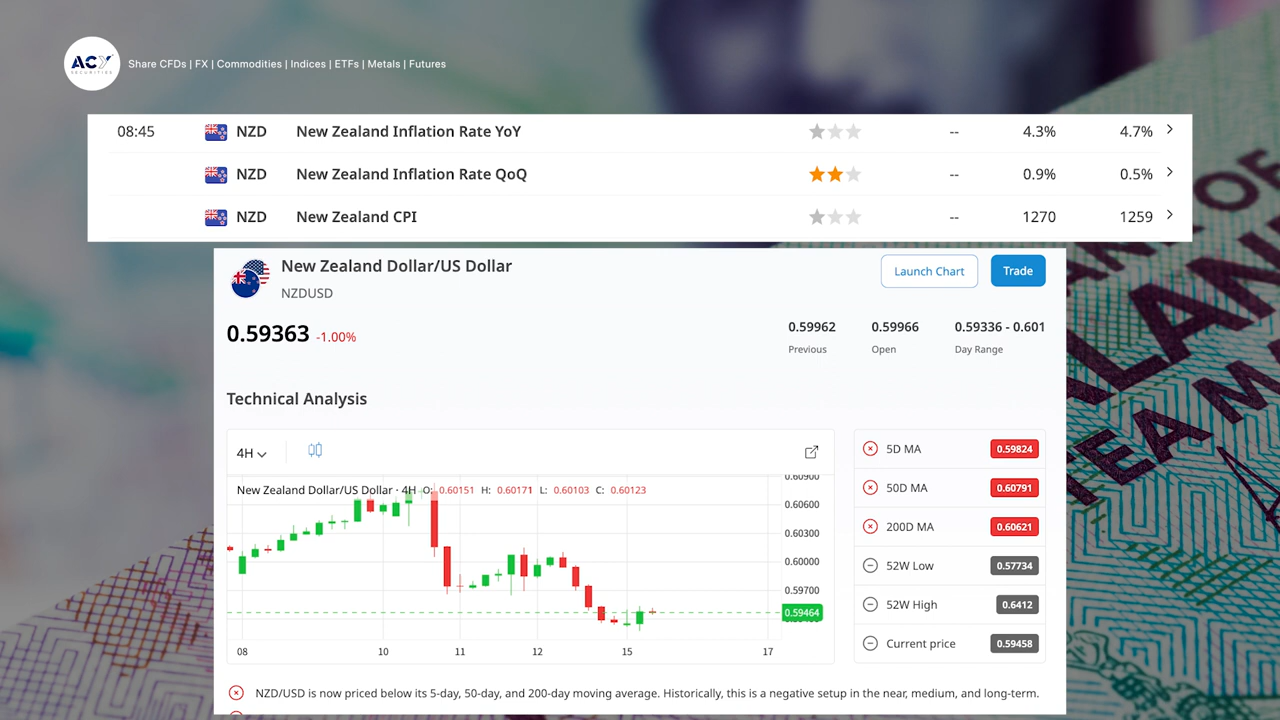 ACY
SECURITIES
Share CFDs | FX | Commodities | Indices | ETFs | Metals | Futures
08:45 NZD New Zealand Inflation Rate YoY -- 4.3% 4.7%
NZD New Zealand Inflation Rate QoQ -- 0.9% 0.5%
NZD New Zealand CPI -- 1270 1259
New Zealand Dollar/US Dollar
NZDUSD
Launch Chart
Trade
0.59363 -1.00%
0.59962 0.59966 0.59336 - 0.601
Previous Open Day Range
Technical Analysis
4H
New Zealand Dollar/US Dollar · 4H O: 0.60151 H: 0.60171 L: 0.60103 C: 0.60123
0.60900
0.60600
0.60300
0.60000
0.59700
0.59464
08 10 11 12 15 17
5D MA 0.59824
50D MA 0.60791
200D MA 0.60621
52W Low 0.57734
52W High 0.6412
Current price 0.59458
NZD/USD is now priced below its 5-day, 50-day, and 200-day moving average. Historically, this is a negative setup in the near, medium, and long-term.